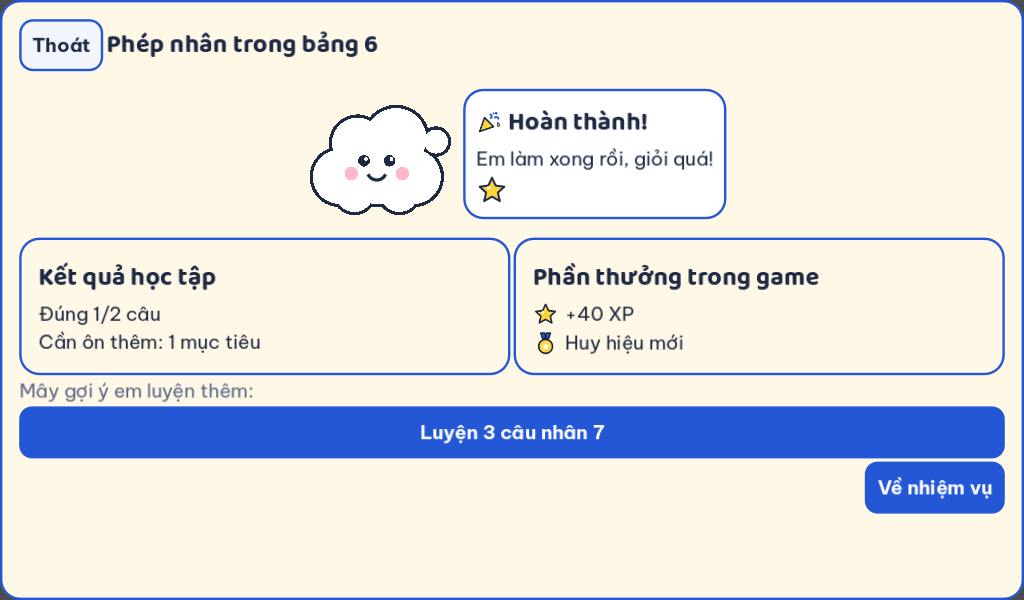 Thoát
Phép nhân trong bảng 6
Hoàn thành!
Em làm xong rồi, giỏi quá!
Kết quả học tập
Đúng 1/2 câu
Cần ôn thêm: 1 mục tiêu
Phần thưởng trong game
+40 XP
Huy hiệu mới
Mây gợi ý em luyện thêm:
Luyện 3 câu nhân 7
Về nhiệm vụ